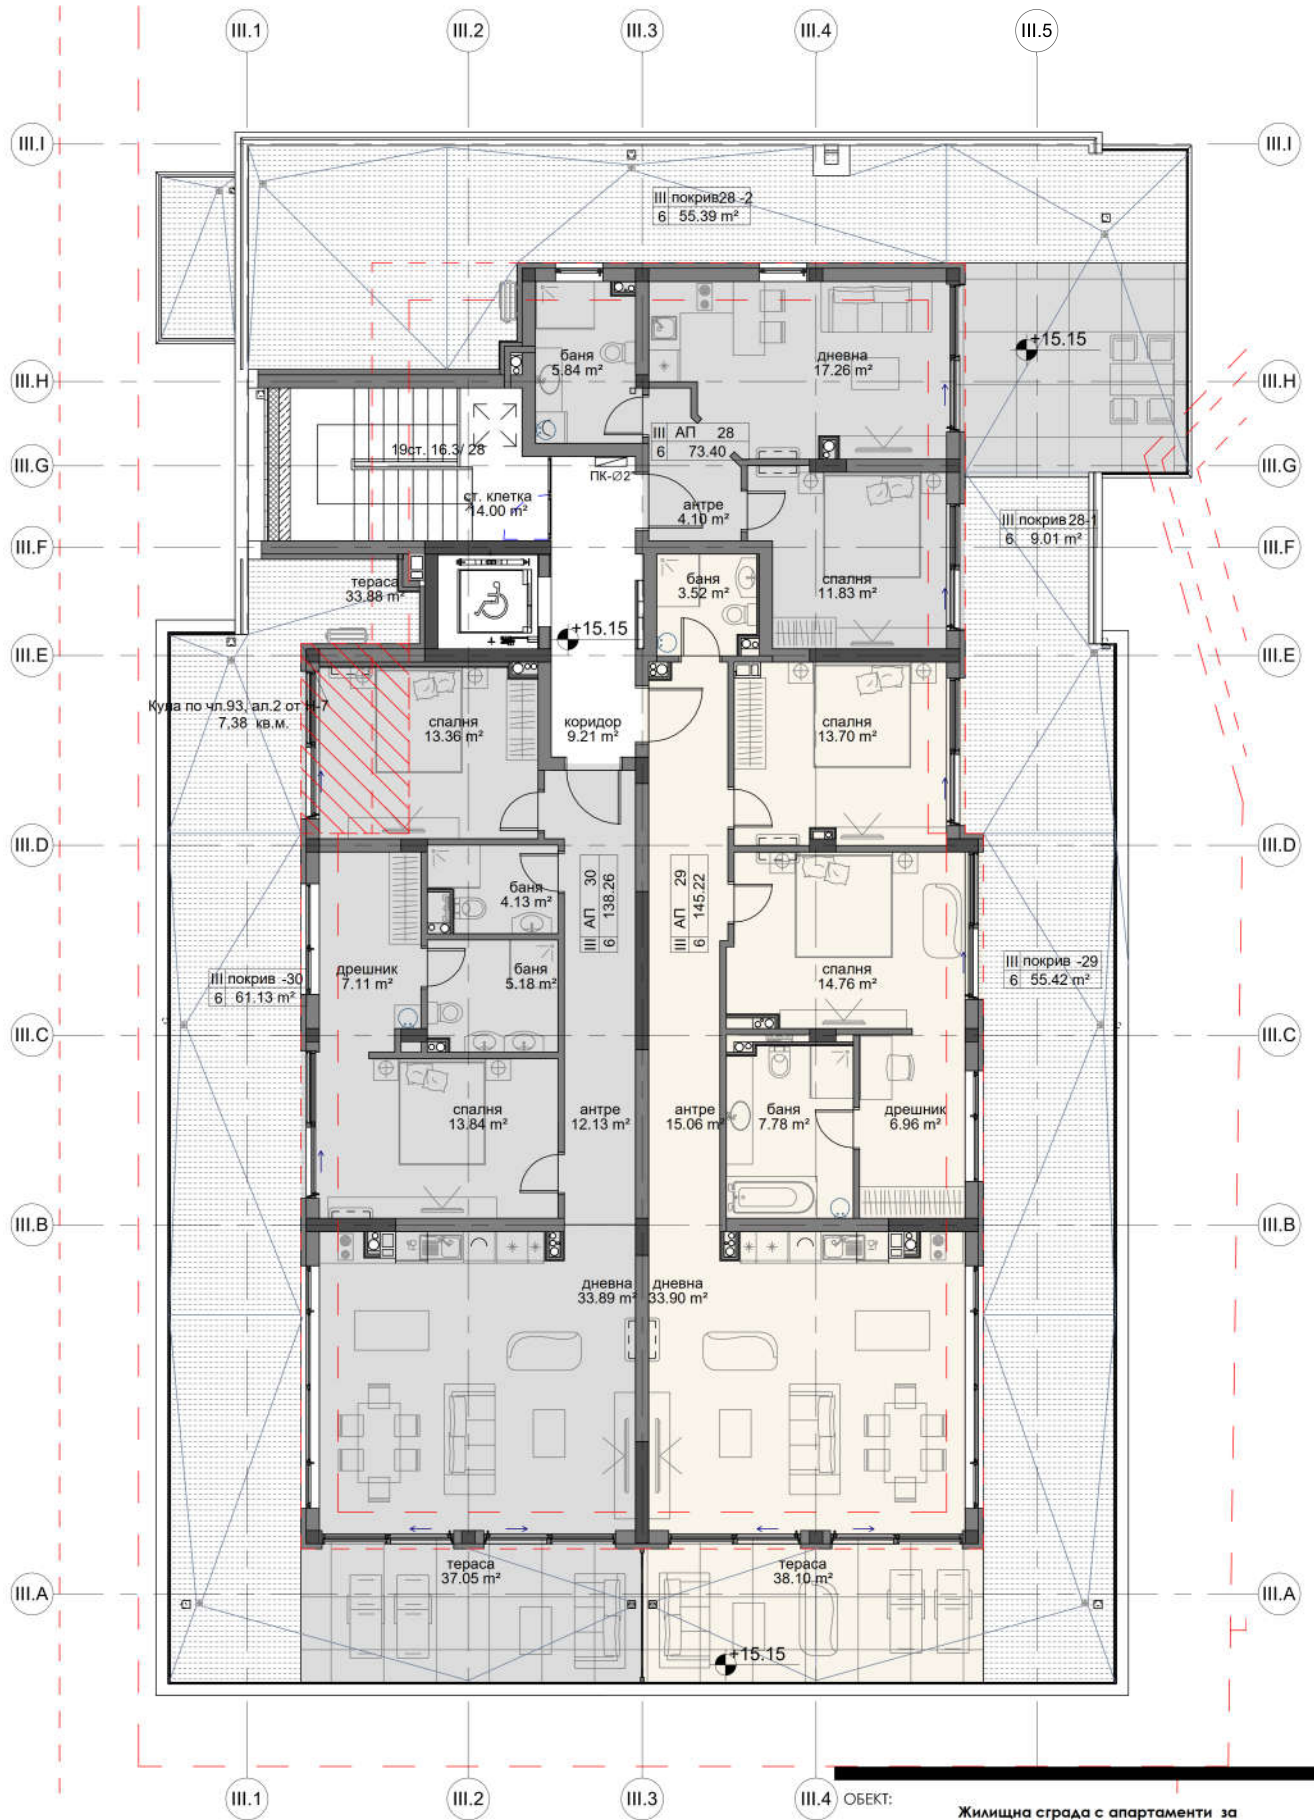 III.1 III.2 III.3 III.4 III.5
III.I III.I
III покрив28 -2
6 55.39 m²
+15.15
баня
5.84 m²
дневна
17.26 m²
III.H III.H
III АП 28
6 73.40
19ст. 16.3/ 28
III.G III.G
ПК-∅2
ст. клетка
14.00 m²
антре
4.10 m²
III покрив 28-1
6 9.01 m²
III.F III.F
тераса
33.88 m²
баня
3.52 m²
спалня
11.83 m²
+15.15
III.E III.E
Кула по чл.93, ал.2 от Н-7
7,38 кв.м.
спалня
13.36 m²
коридор
9.21 m²
спалня
13.70 m²
III.D III.D
баня
4.13 m²
III АП 30
6 138.26
III АП 29
6 145.22
III покрив -30
6 61.13 m²
дрешник
7.11 m²
баня
5.18 m²
спалня
14.76 m²
III покрив -29
6 55.42 m²
III.C III.C
спалня
13.84 m²
антре
12.13 m²
антре
15.06 m²
баня
7.78 m²
дрешник
6.96 m²
III.B III.B
дневна
33.89 m²
дневна
33.90 m²
тераса
37.05 m²
тераса
38.10 m²
III.A III.A
+15.15
III.1 III.2 III.3 III.4
ОБЕКТ:
Жилищна сграда с апартаменти за